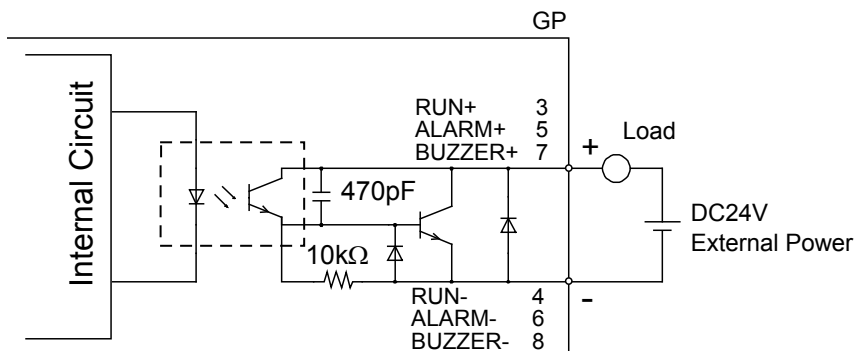 GP
Internal Circuit
RUN+ 3
ALARM+ 5
BUZZER+ 7
+
Load
470pF
DC24V
External Power
10kΩ
RUN- 4
ALARM- 6
BUZZER- 8
-